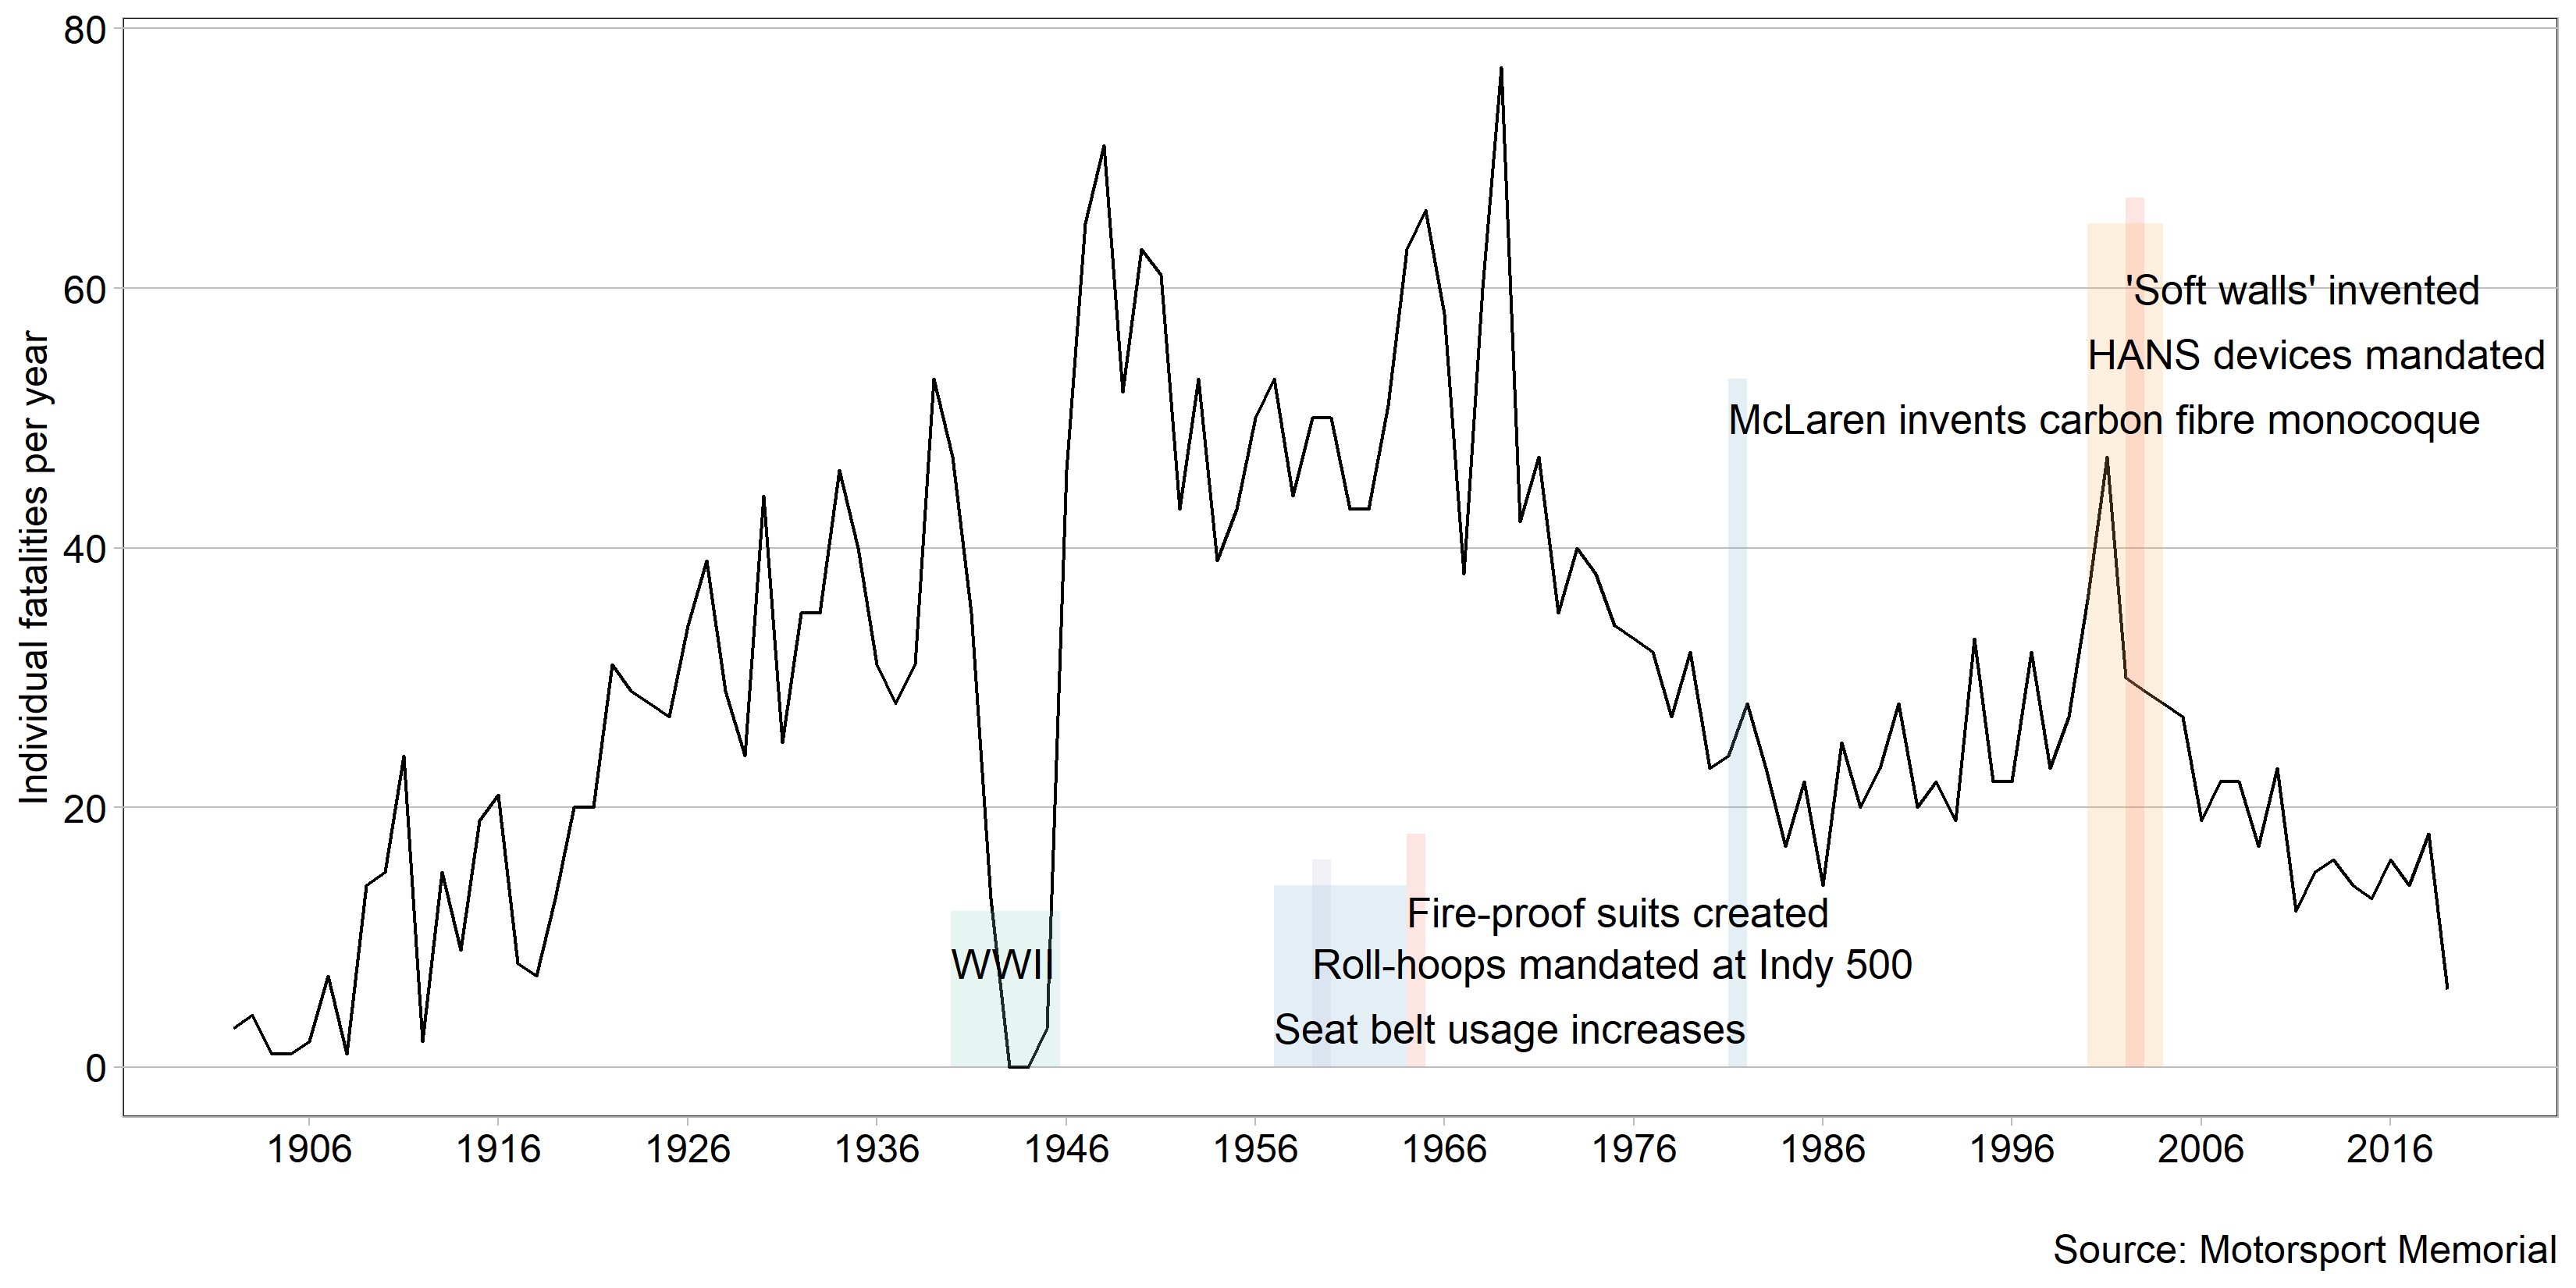 80
60
40
20
0
Individual fatalities per year
'Soft walls' invented
HANS devices mandated
McLaren invents carbon fibre monocoque
Fire-proof suits created
WWII
Roll-hoops mandated at Indy 500
Seat belt usage increases
1906 1916 1926 1936 1946 1956 1966 1976 1986 1996 2006 2016
Source: Motorsport Memorial